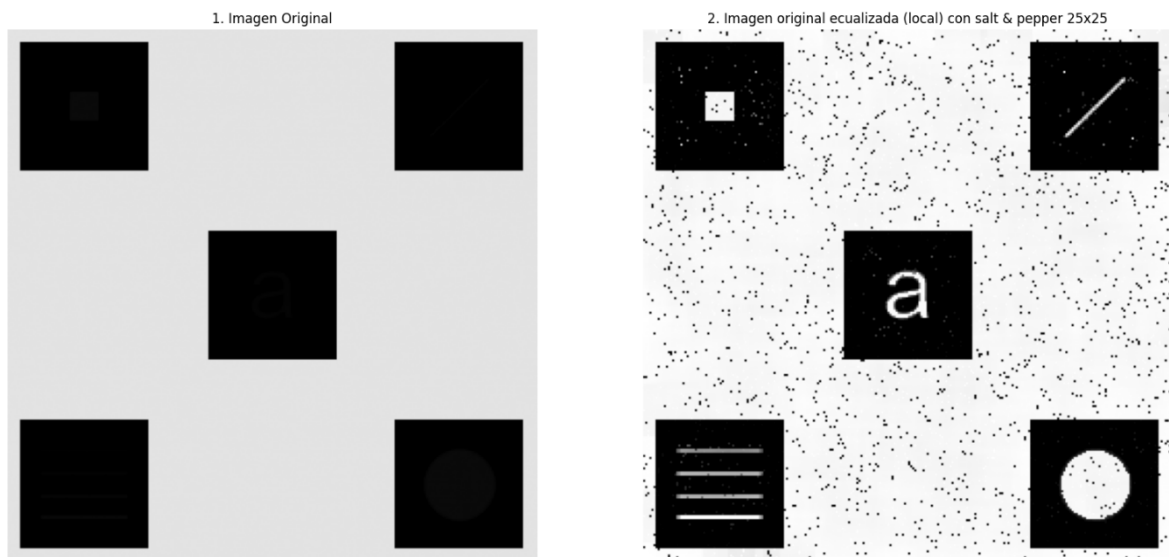 1. Imagen Original
2. Imagen original ecualizada (local) con salt & pepper 25x25
a
a